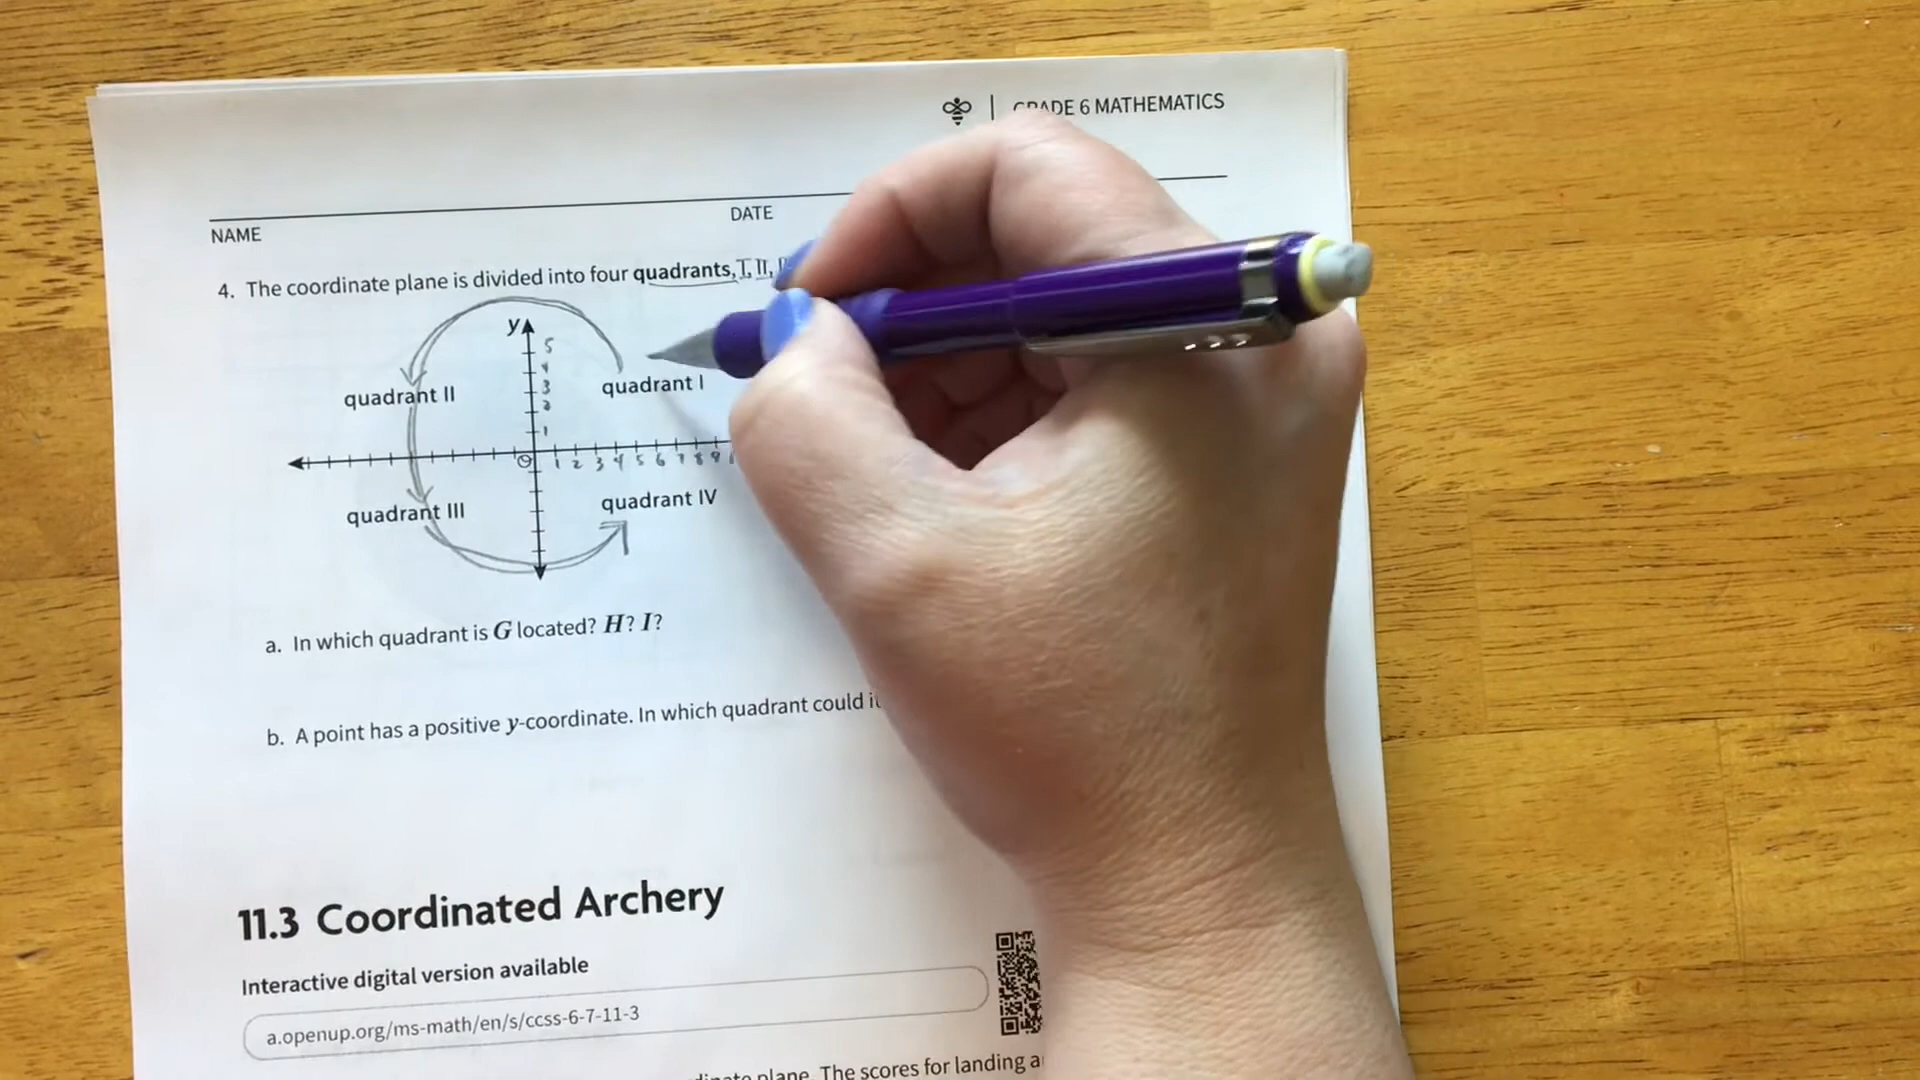 GRADE 6 MATHEMATICS
NAME
DATE
4. The coordinate plane is divided into four quadrants, I, II,
y
5
4
3
2
1
quadrant II
quadrant I
0 1 2 3 4 5 6 7 8 9
quadrant III
quadrant IV
a. In which quadrant is G located? H? I?
b. A point has a positive y-coordinate. In which quadrant could
11.3 Coordinated Archery
Interactive digital version available
a.openup.org/ms-math/en/s/ccss-6-7-11-3
plane. The scores for landing